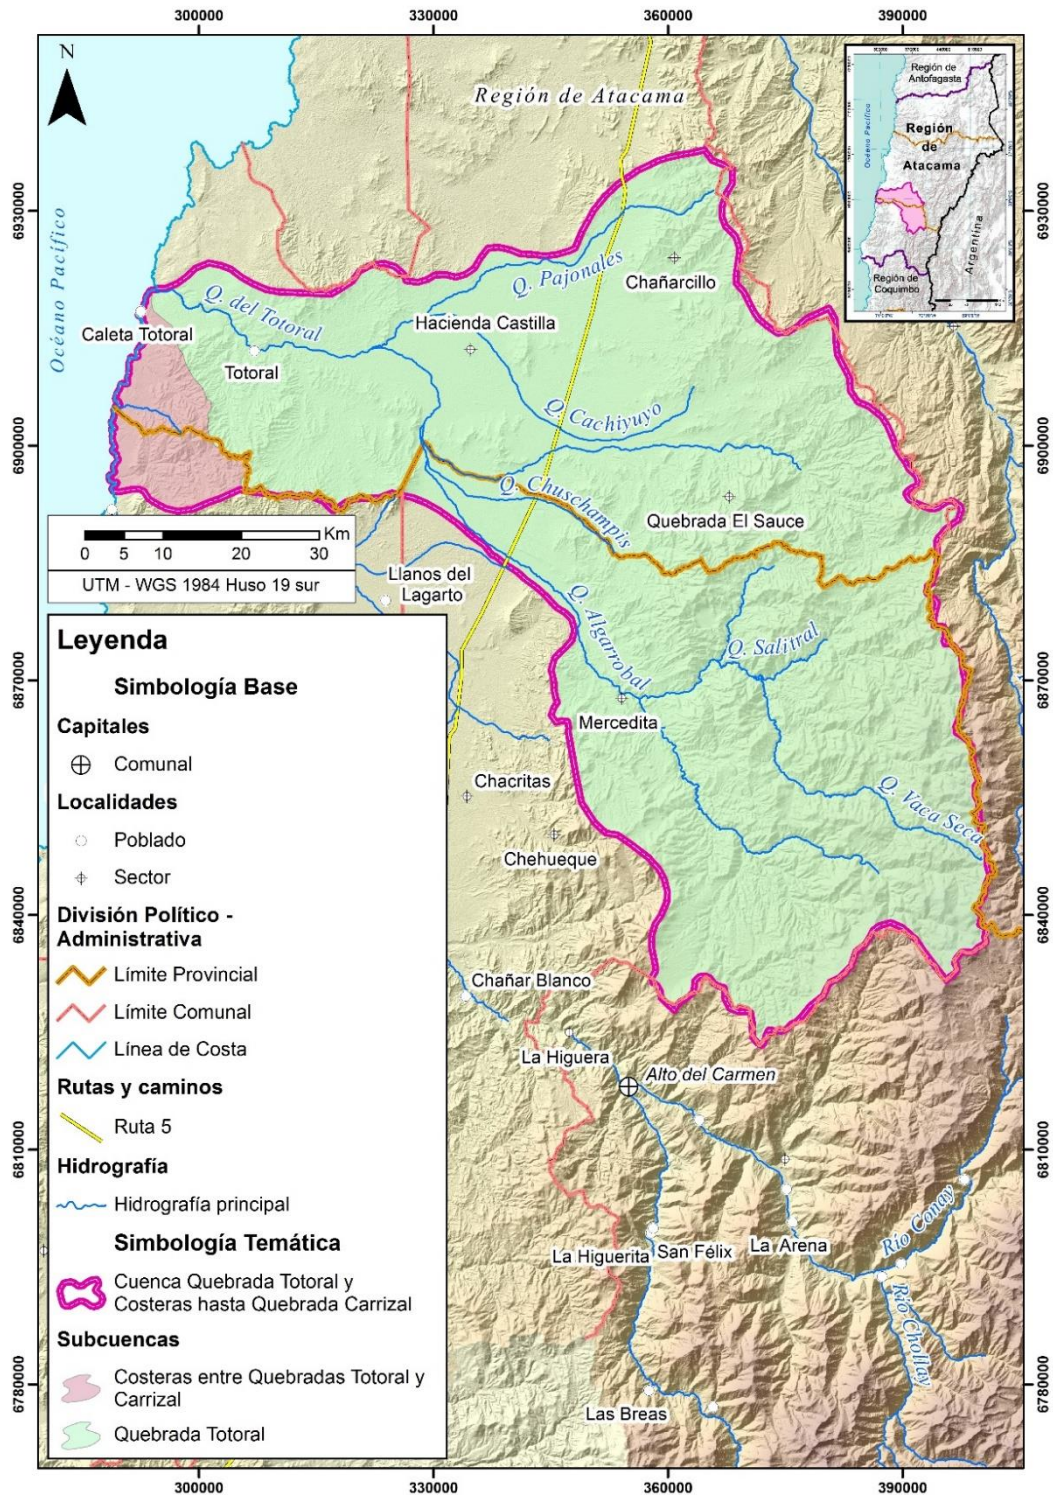 300000
330000
360000
390000
N
Región de Atacama
Región de
Antofagasta
Océano Pacífico
Región
de
Atacama
Argentina
Región de
Coquimbo
6930000
6930000
Océano Pacífico
Q. Pajonales
Chañarcillo
Q. del Totoral
Caleta Totoral
Hacienda Castilla
Totoral
Q. Cachiyuyo
6900000
6900000
Q. Chuschampis
Quebrada El Sauce
0 5 10 20 30 Km
UTM - WGS 1984 Huso 19 sur
Llanos del
Lagarto
Q. Algarrobal
Q. Salitral
6870000
6870000
Mercedita
Chacritas
Q. Vaca Seca
Chehueque
6840000
6840000
Chañar Blanco
La Higuera
Alto del Carmen
6810000
6810000
Río Conay
La Higuerita
San Félix
La Arena
Río Chollay
6780000
6780000
Las Breas
Leyenda
Simbología Base
Capitales
Comunal
Localidades
Poblado
Sector
División Político -
Administrativa
Límite Provincial
Límite Comunal
Línea de Costa
Rutas y caminos
Ruta 5
Hidrografía
Hidrografía principal
Simbología Temática
Cuenca Quebrada Totoral y
Costeras hasta Quebrada Carrizal
Subcuencas
Costeras entre Quebradas Totoral y
Carrizal
Quebrada Totoral
300000
330000
360000
390000